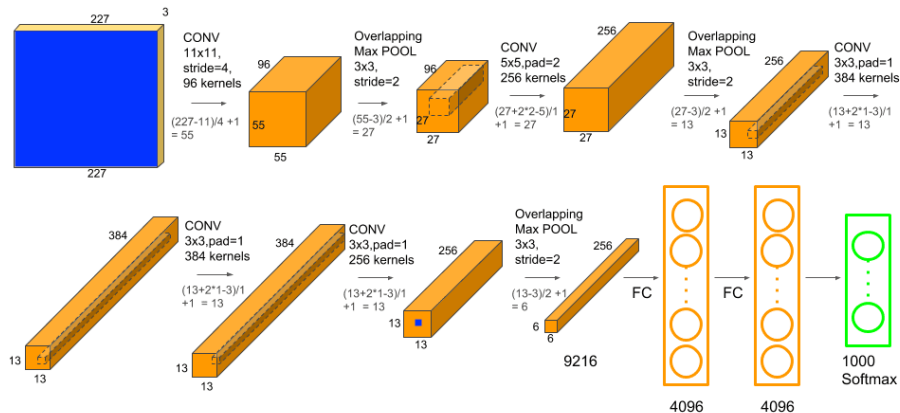 227
3
227
CONV
11x11,
stride=4,
96 kernels
(227-11)/4 +1
= 55
96
55
55
Overlapping
Max POOL
3x3,
stride=2
(55-3)/2 +1
= 27
96
27
27
CONV
5x5,pad=2
256 kernels
(27+2*2-5)/1
+1 = 27
256
27
27
Overlapping
Max POOL
3x3,
stride=2
(27-3)/2 +1
= 13
256
13
13
CONV
3x3,pad=1
384 kernels
(13+2*1-3)/1
+1 = 13
384
13
13
CONV
3x3,pad=1
384 kernels
(13+2*1-3)/1
+1 = 13
384
13
13
CONV
3x3,pad=1
256 kernels
(13+2*1-3)/1
+1 = 13
256
13
13
Overlapping
Max POOL
3x3,
stride=2
(13-3)/2 +1
= 6
256
6
6
9216
FC
4096
FC
4096
1000
Softmax